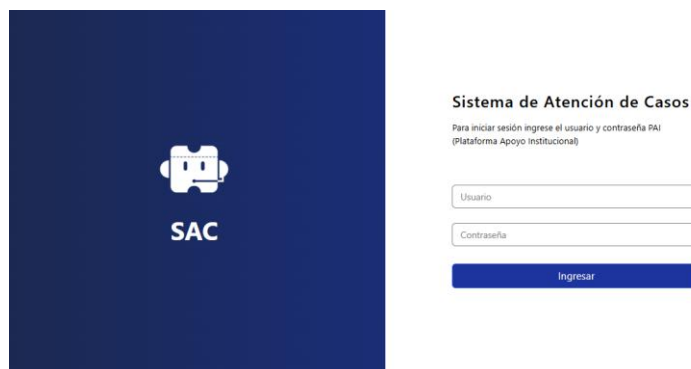 SAC
Sistema de Atención de Casos
Para iniciar sesión ingrese el usuario y contraseña PAI
(Plataforma Apoyo Institucional)
Usuario
Contraseña
Ingresar